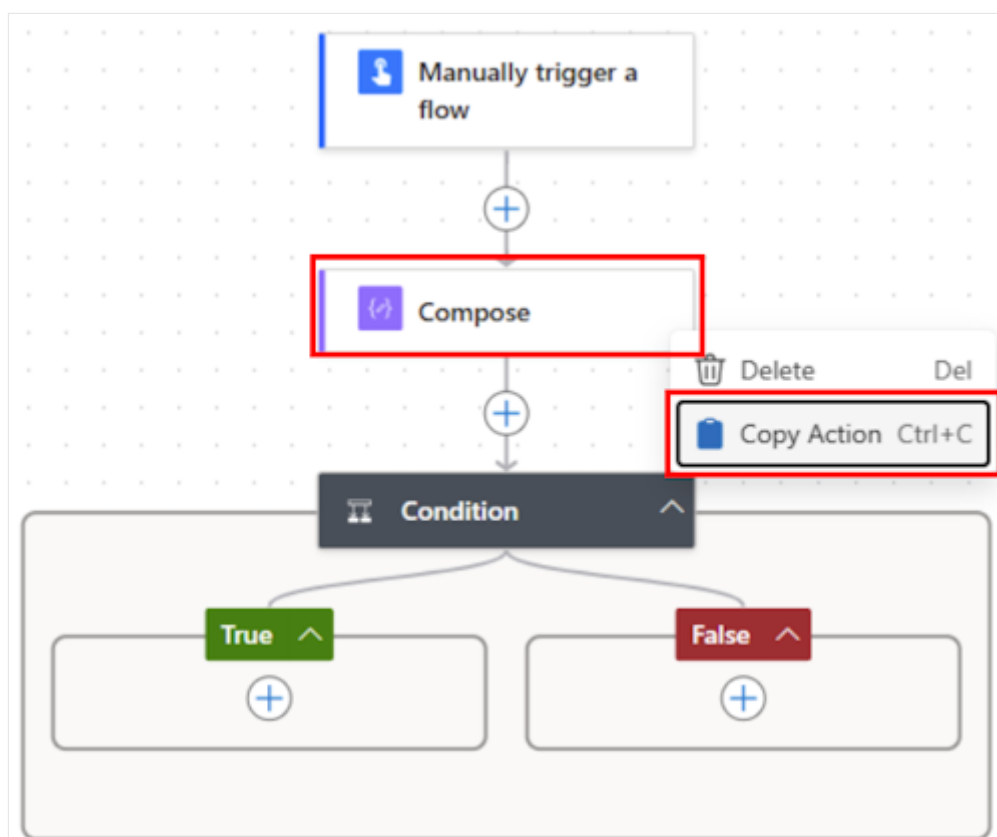 Manually trigger a
flow
Compose
Delete Del
Copy Action Ctrl+C
Condition
True
False